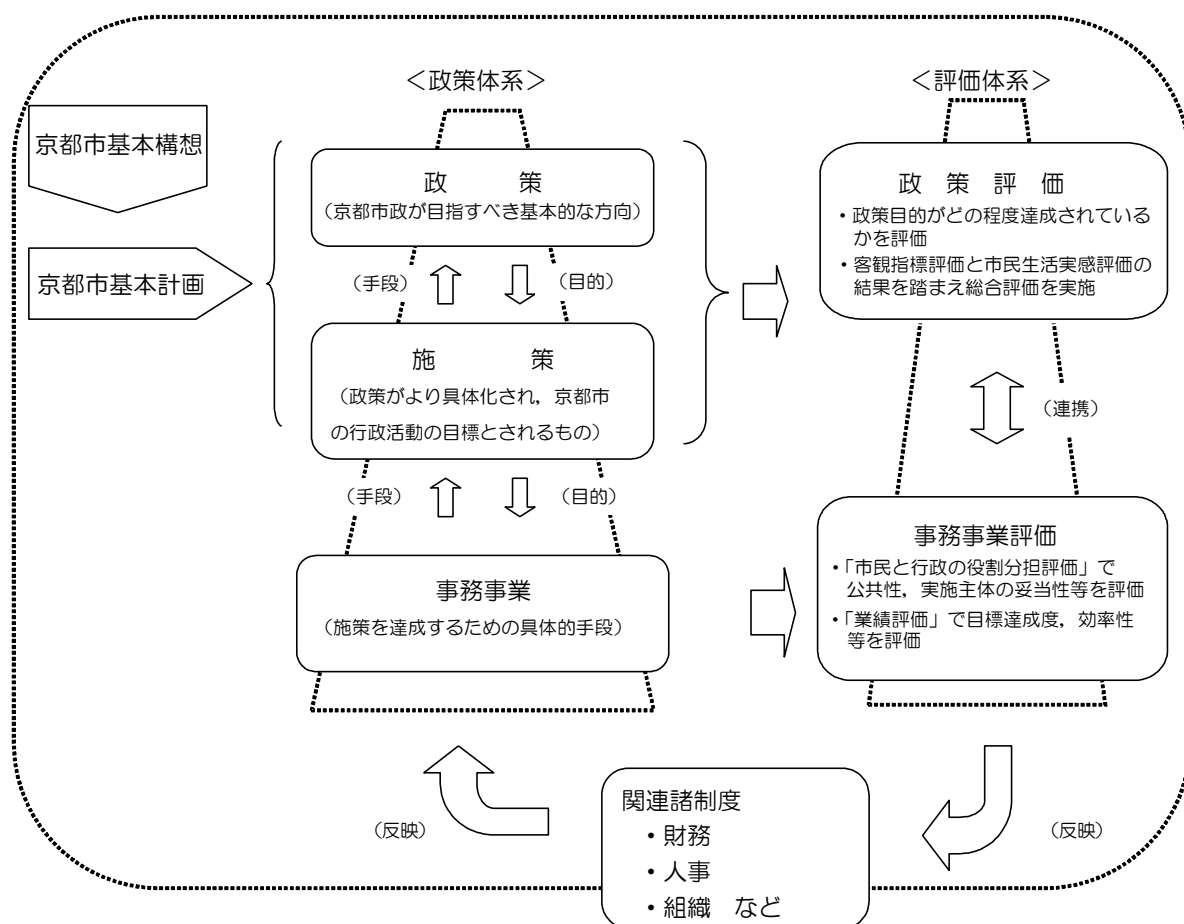 ＜政策体系＞
＜評価体系＞
京都市基本構想
京都市基本計画
政　　策
（京都市政が目指すべき基本的な方向）
（手段）
（目的）
施　　策
（政策がより具体化され，京都市
の行政活動の目標とされるもの）
（手段）
（目的）
事務事業
（施策を達成するための具体的手段）
政　策　評　価
・政策目的がどの程度達成されている
かを評価
・客観指標評価と市民生活実感評価の
結果を踏まえ総合評価を実施
（連携）
事務事業評価
・「市民と行政の役割分担評価」で
公共性，実施主体の妥当性等を評価
・「業績評価」で目標達成度，効率性
等を評価
（反映）
関連諸制度
・財務
・人事
・組織　など
（反映）